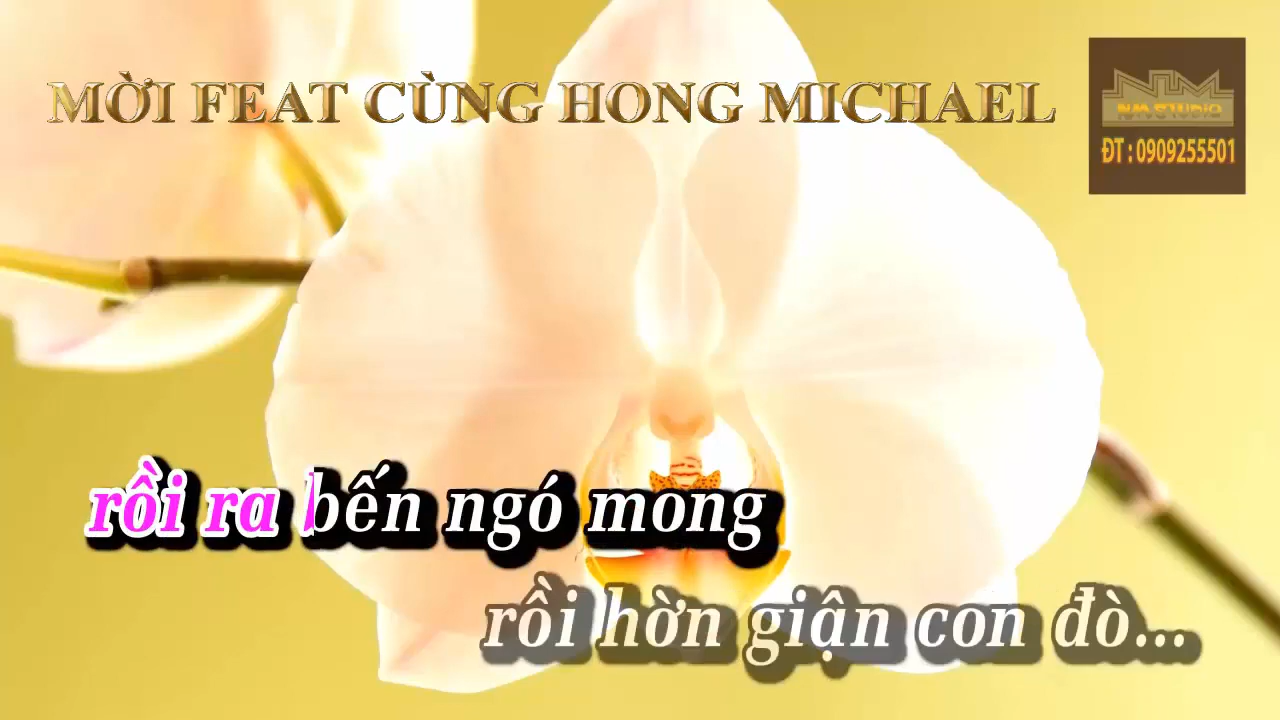 MỜI FEAT CÙNG HONG MICHAEL
NM STUDIO
ĐT : 0909255501
rồi ra bến ngó mong
rồi hờn giận con đò...